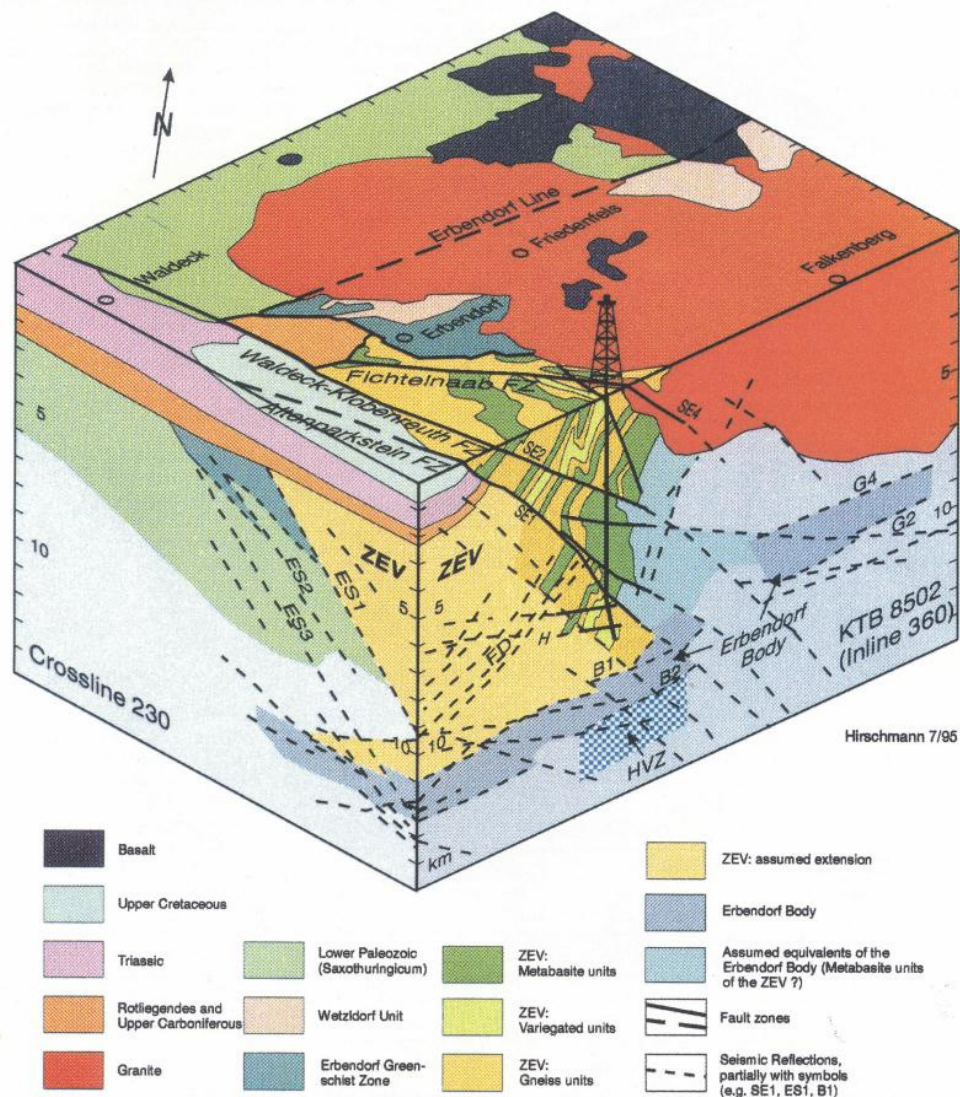 N
Erbendorf Line
Friedenfels
Falkenberg
Waldeck
Erbendorf
Fichtelnaab FZ
Waldeck-Klobenreuth FZ
Altenparkstein FZ
SE4
SE2
SE1
5
5
G4
G2
10
10
ZEV
ZEV
5
5
ES1
ES2
ES3
H
B1
B2
Erbendorf
Body
KTB 8502
(Inline 360)
Crossline 230
10
10
HVZ
km
Hirschmann 7/95
Basalt
Upper Cretaceous
Triassic
Rotliegendes and
Upper Carboniferous
Granite
Lower Paleozoic
(Saxothuringicum)
Wetzldorf Unit
Erbendorf Green-
schist Zone
ZEV:
Metabasite units
ZEV:
Variegated units
ZEV:
Gneiss units
ZEV: assumed extension
Erbendorf Body
Assumed equivalents of the
Erbendorf Body (Metabasite units
of the ZEV ?)
Fault zones
Seismic Reflections,
partially with symbols
(e.g. SE1, ES1, B1)